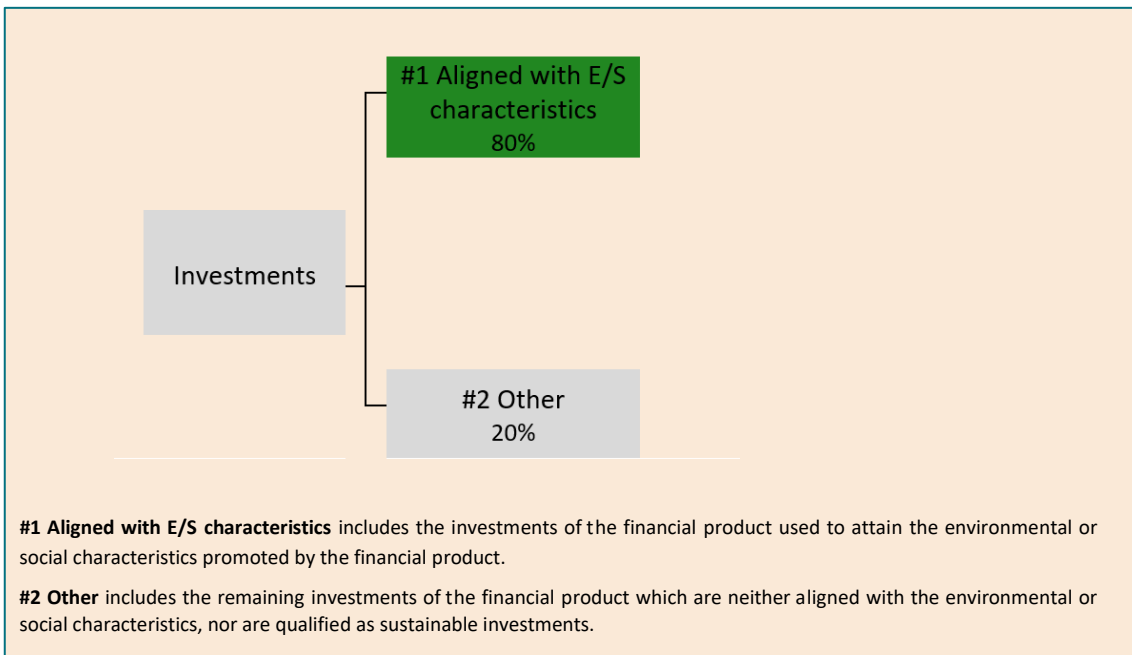 #1 Aligned with E/S
characteristics
80%
Investments
#2 Other
20%
#1 Aligned with E/S characteristics includes the investments of the financial product used to attain the environmental or
social characteristics promoted by the financial product.
#2 Other includes the remaining investments of the financial product which are neither aligned with the environmental or
social characteristics, nor are qualified as sustainable investments.